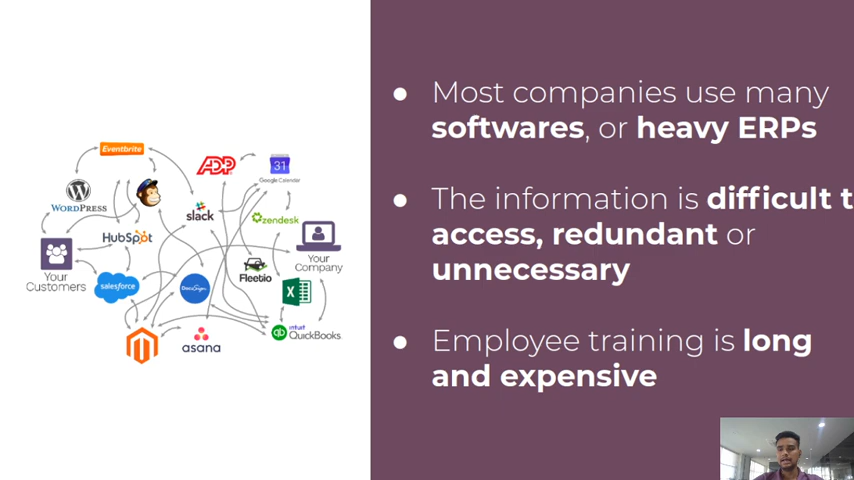 Eventbrite
ADP
31
Google Calendar
WORDPRESS
slack
zendesk
HubSpot
Your
Customers
Your
Company
Fleetio
salesforce
DocuSign
X
qb
intuit
QuickBooks
asana
● Most companies use many
softwares, or heavy ERPs
● The information is difficult t
access, redundant or
unnecessary
● Employee training is long
and expensive